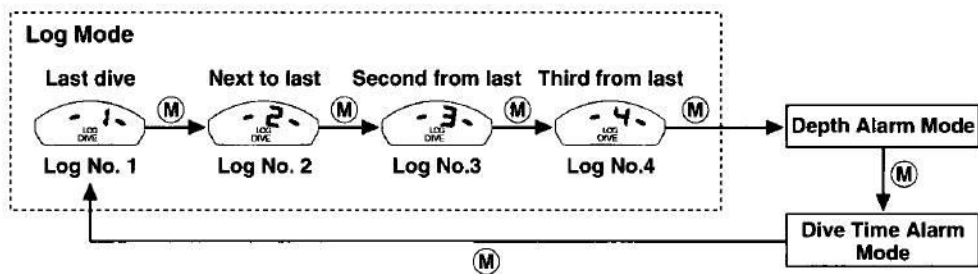 Log Mode
Last dive Next to last Second from last Third from last
- 1 - M - 2 - M - 3 - M - 4 - M
LOG LOG LOG LOG
DIVE DIVE DIVE DIVE
Depth Alarm Mode
Log No. 1 Log No. 2 Log No.3 Log No.4
M
Dive Time Alarm
Mode
M